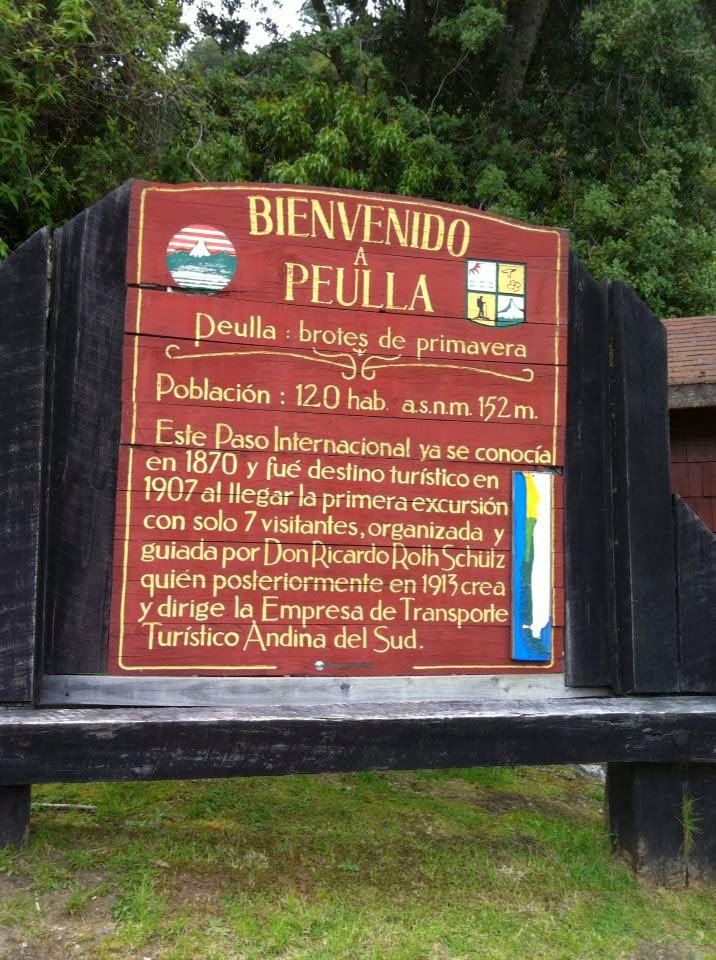 BIENVENIDO
A
PEULLA
Peulla : brotes de primavera
Población : 120 hab. a.s.n.m. 152 m.
Este Paso Internacional ya se conocía
en 1870 y fué destino turístico en
1907 al llegar la primera excursión
con solo 7 visitantes, organizada y
guiada por Don Ricardo Roth Schütz
quién posteriormente en 1913 crea
y dirige la Empresa de Transporte
Turístico Àndina del Sud.